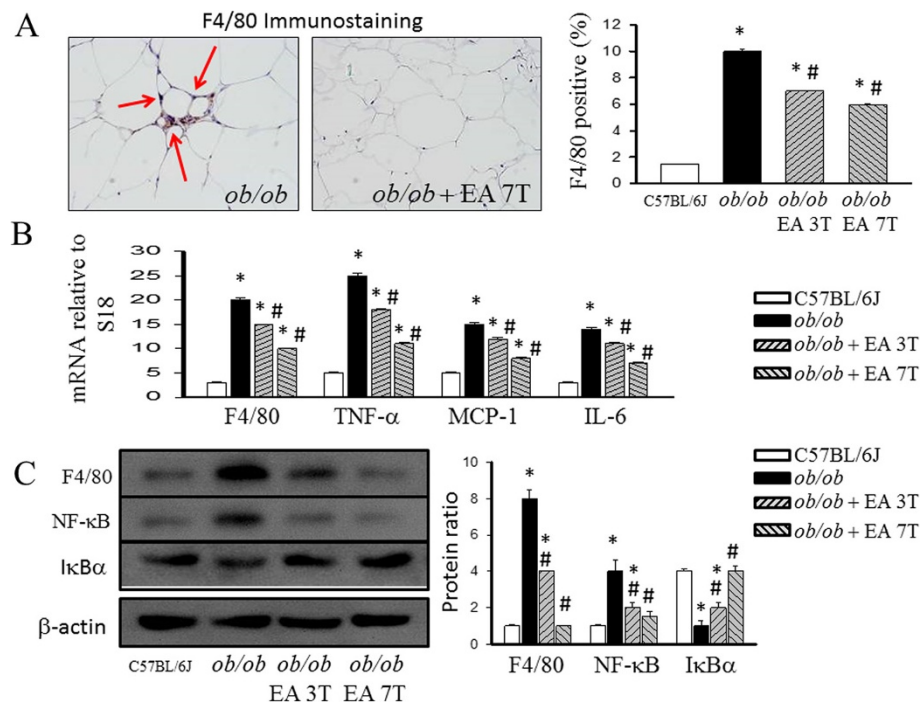 A
F4/80 Immunostaining
ob/ob
ob/ob + EA 7T
F4/80 positive (%)
12
10
8
6
4
2
0
C57BL/6J
ob/ob
ob/ob
EA 3T
ob/ob
EA 7T
*
* #
* #
B
mRNA relative to
S18
30
25
20
15
10
5
0
*
* #
* #
*
* #
* #
*
* #
* #
*
* #
* #
F4/80
TNF-α
MCP-1
IL-6
C57BL/6J
ob/ob
ob/ob + EA 3T
ob/ob + EA 7T
C
F4/80
NF-κB
IκBα
β-actin
C57BL/6J
ob/ob
ob/ob
EA 3T
ob/ob
EA 7T
Protein ratio
10
8
6
4
2
0
*
*
#
#
*
*
#
#
*
*
#
#
F4/80
NF-κB
IκBα
C57BL/6J
ob/ob
ob/ob + EA 3T
ob/ob + EA 7T